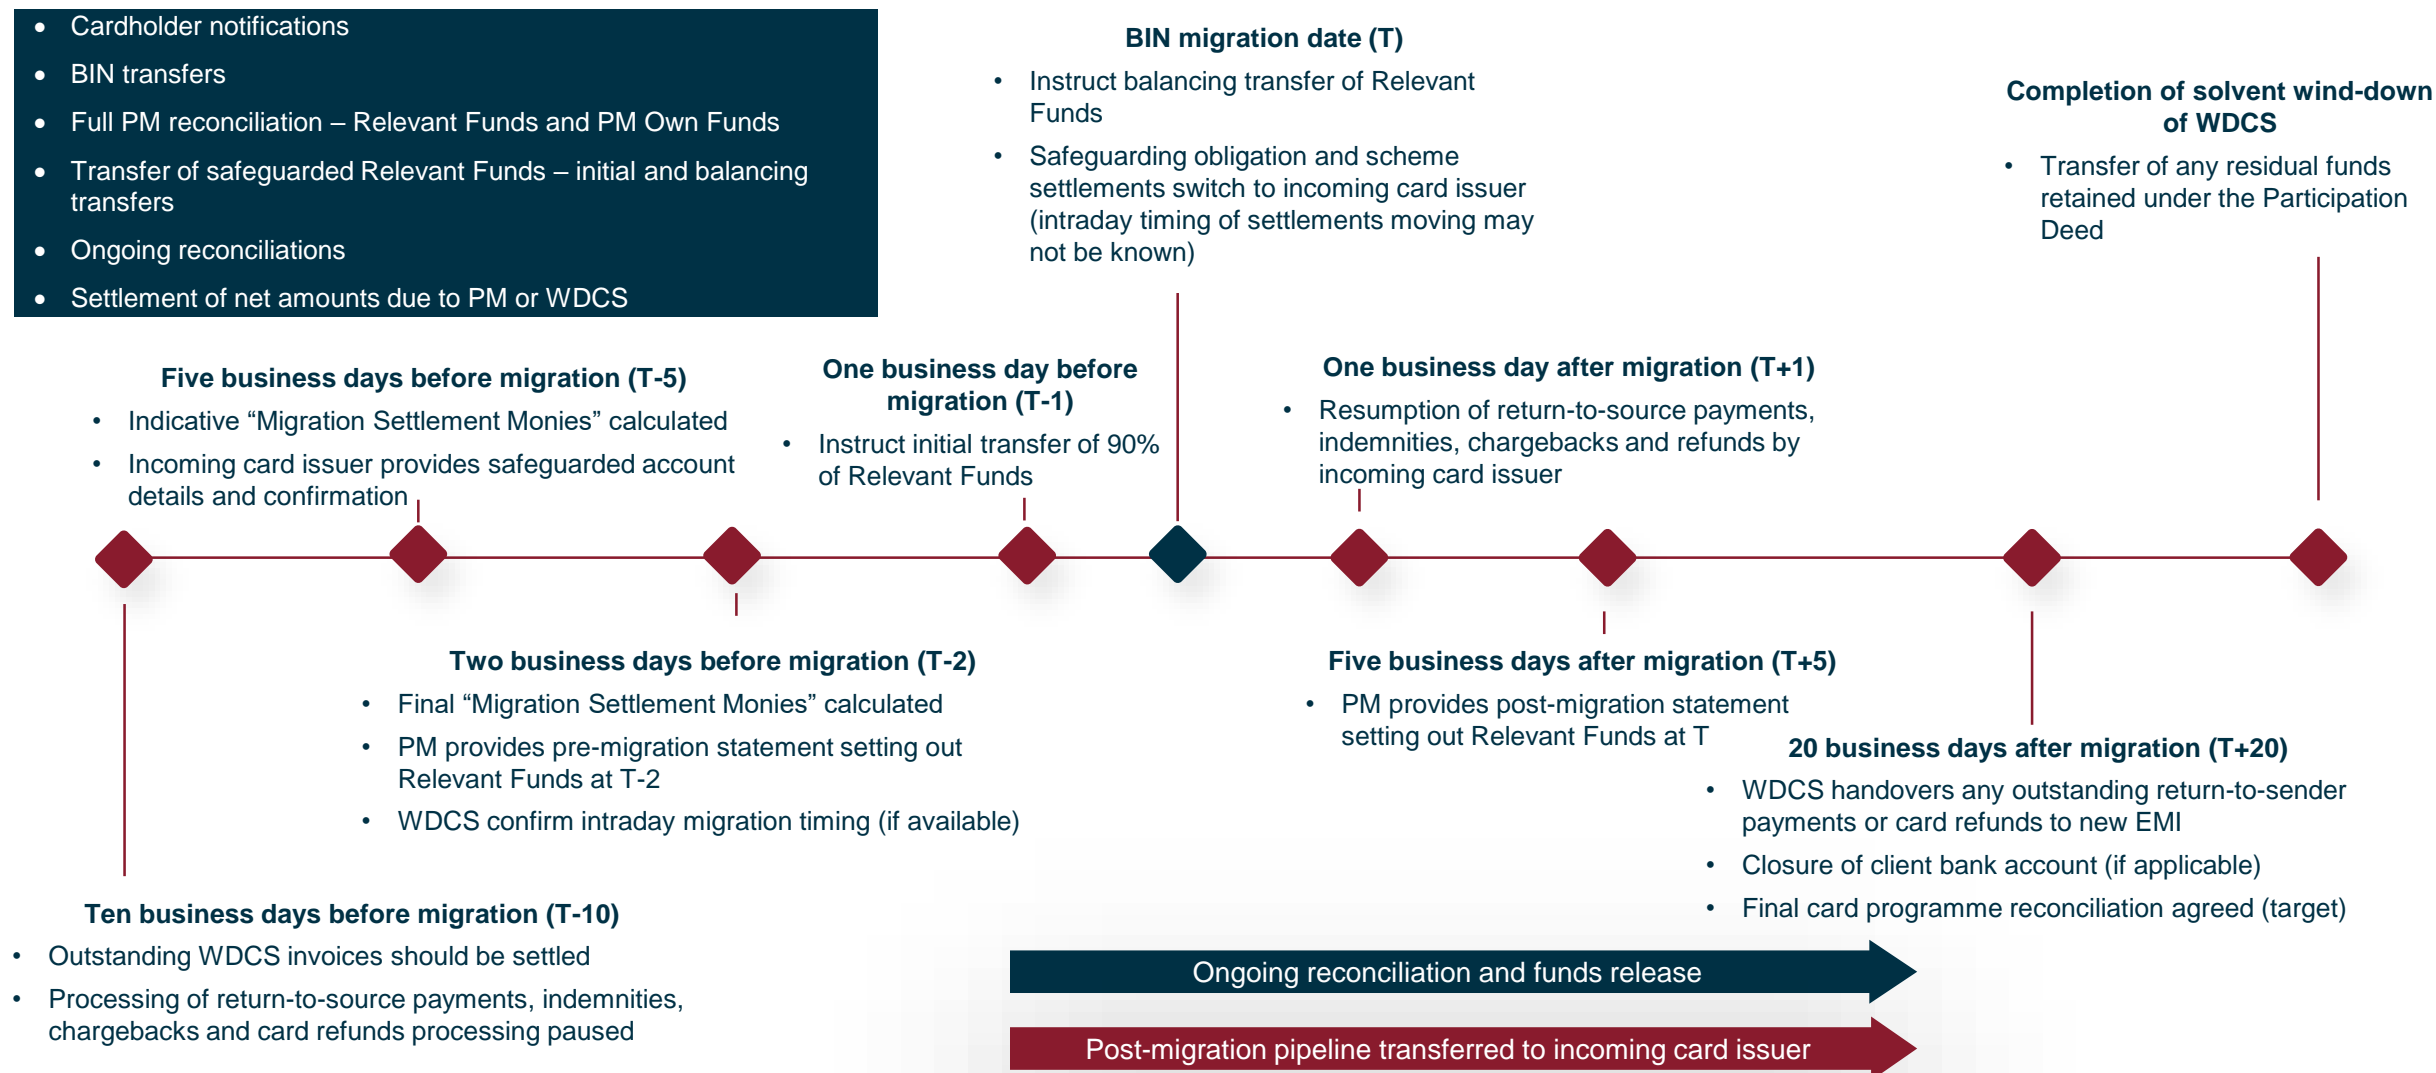 • Cardholder notifications
• BIN transfers
• Full PM reconciliation – Relevant Funds and PM Own Funds
• Transfer of safeguarded Relevant Funds – initial and balancing
transfers
• Ongoing reconciliations
• Settlement of net amounts due to PM or WDCS
BIN migration date (T)
• Instruct balancing transfer of Relevant
Funds
• Safeguarding obligation and scheme
settlements switch to incoming card issuer
(intraday timing of settlements moving may
not be known)
Completion of solvent wind-down
of WDCS
• Transfer of any residual funds
retained under the Participation
Deed
Five business days before migration (T-5)
• Indicative “Migration Settlement Monies” calculated
• Incoming card issuer provides safeguarded account
details and confirmation
One business day before
migration (T-1)
• Instruct initial transfer of 90%
of Relevant Funds
One business day after migration (T+1)
• Resumption of return-to-source payments,
indemnities, chargebacks and refunds by
incoming card issuer
Two business days before migration (T-2)
• Final “Migration Settlement Monies” calculated
• PM provides pre-migration statement setting out
Relevant Funds at T-2
• WDCS confirm intraday migration timing (if available)
Five business days after migration (T+5)
• PM provides post-migration statement
setting out Relevant Funds at T
20 business days after migration (T+20)
• WDCS handovers any outstanding return-to-sender
payments or card refunds to new EMI
• Closure of client bank account (if applicable)
• Final card programme reconciliation agreed (target)
Ten business days before migration (T-10)
• Outstanding WDCS invoices should be settled
• Processing of return-to-source payments, indemnities,
chargebacks and card refunds processing paused
Ongoing reconciliation and funds release
Post-migration pipeline transferred to incoming card issuer